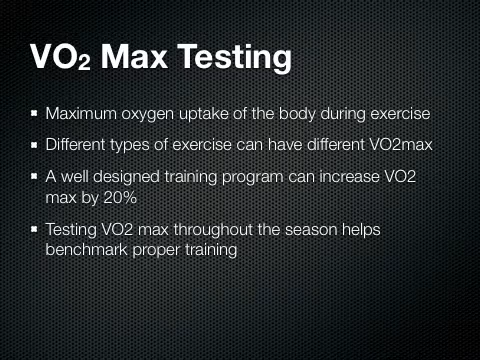 VO₂ Max Testing
Maximum oxygen uptake of the body during exercise
Different types of exercise can have different VO2max
A well designed training program can increase VO2
max by 20%
Testing VO2 max throughout the season helps
benchmark proper training